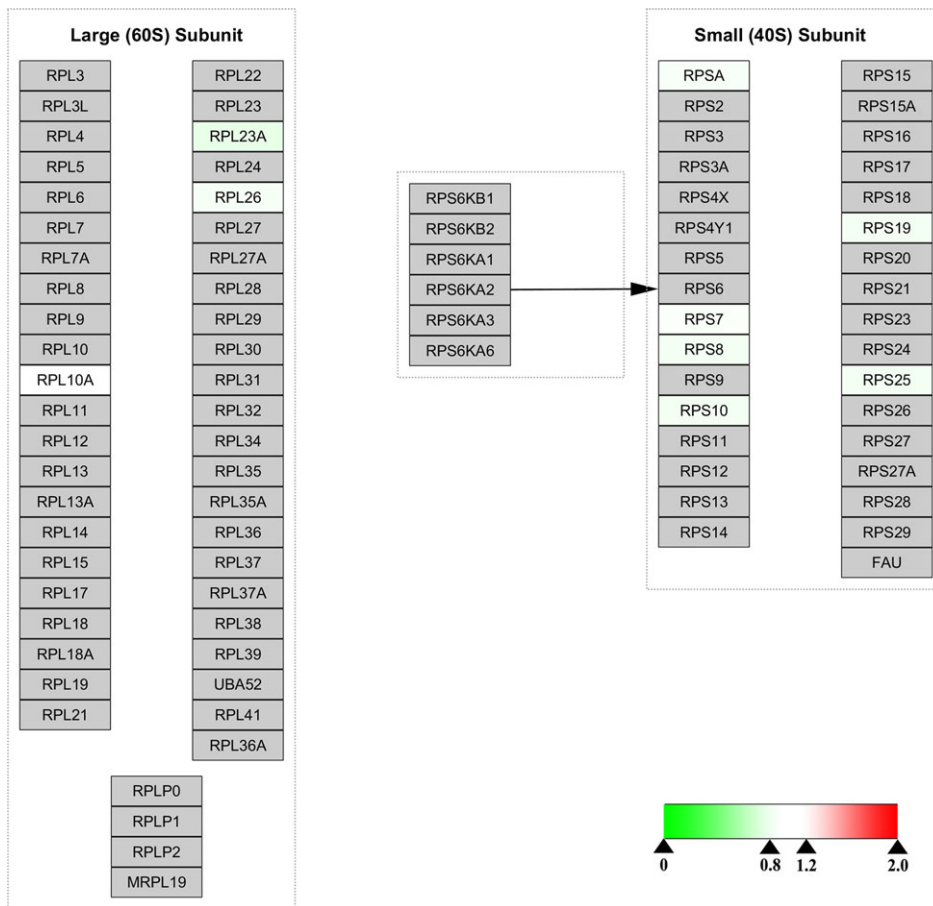 Large (60S) Subunit
RPL3
RPL3L
RPL4
RPL5
RPL6
RPL7
RPL7A
RPL8
RPL9
RPL10
RPL10A
RPL11
RPL12
RPL13
RPL13A
RPL14
RPL15
RPL17
RPL18
RPL18A
RPL19
RPL21
RPL22
RPL23
RPL23A
RPL24
RPL26
RPL27
RPL27A
RPL28
RPL29
RPL30
RPL31
RPL32
RPL34
RPL35
RPL35A
RPL36
RPL37
RPL37A
RPL38
RPL39
UBA52
RPL41
RPL36A
RPLP0
RPLP1
RPLP2
MRPL19
RPS6KB1
RPS6KB2
RPS6KA1
RPS6KA2
RPS6KA3
RPS6KA6
Small (40S) Subunit
RPSA
RPS2
RPS3
RPS3A
RPS4X
RPS4Y1
RPS5
RPS6
RPS7
RPS8
RPS9
RPS10
RPS11
RPS12
RPS13
RPS14
RPS15
RPS15A
RPS16
RPS17
RPS18
RPS19
RPS20
RPS21
RPS23
RPS24
RPS25
RPS26
RPS27
RPS27A
RPS28
RPS29
FAU
0 0.8 1.2 2.0